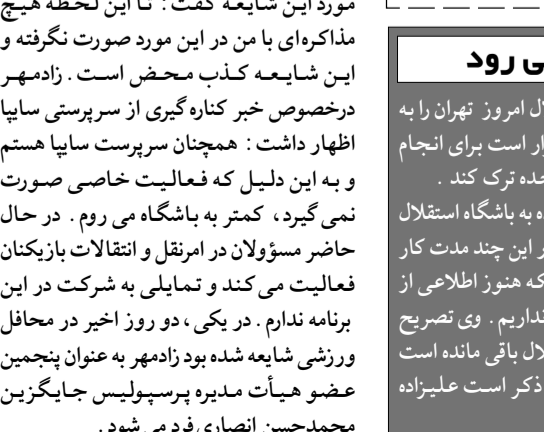 مورد این شایعه گفت : تا این لحظه هیچ
مذاکره‌ای با من در این مورد صورت نگرفته و
این شایعه کذب محض است . زادمهر
درخصوص خبر کناره گیری از سرپرستی سایپا
اظهار داشت : همچنان سرپرست سایپا هستم
و به این دلیل که فعالیت خاصی صورت
نمی گیرد ، کمتر به باشگاه می روم . در حال
حاضر مسؤولان در امرنقل و انتقالات بازیکنان
فعالیت می کند و تمایلی به شرکت در این
برنامه ندارم . در یکی ، دو روز اخیر در محافل
ورزشی شایعه شده بود زادمهر به عنوان پنجمین
عضو هیأت مدیره پرسپولیس جایگزین
محمدحسن انصاری فرد می شود .
ی رود
امروز تهران را به
است برای انجام
ترک کند .
به باشگاه استقلال
این چند مدت کار
که هنوز اطلاعی از
نداریم . وی تصریح
باقی مانده است
ذکر است علیزاده